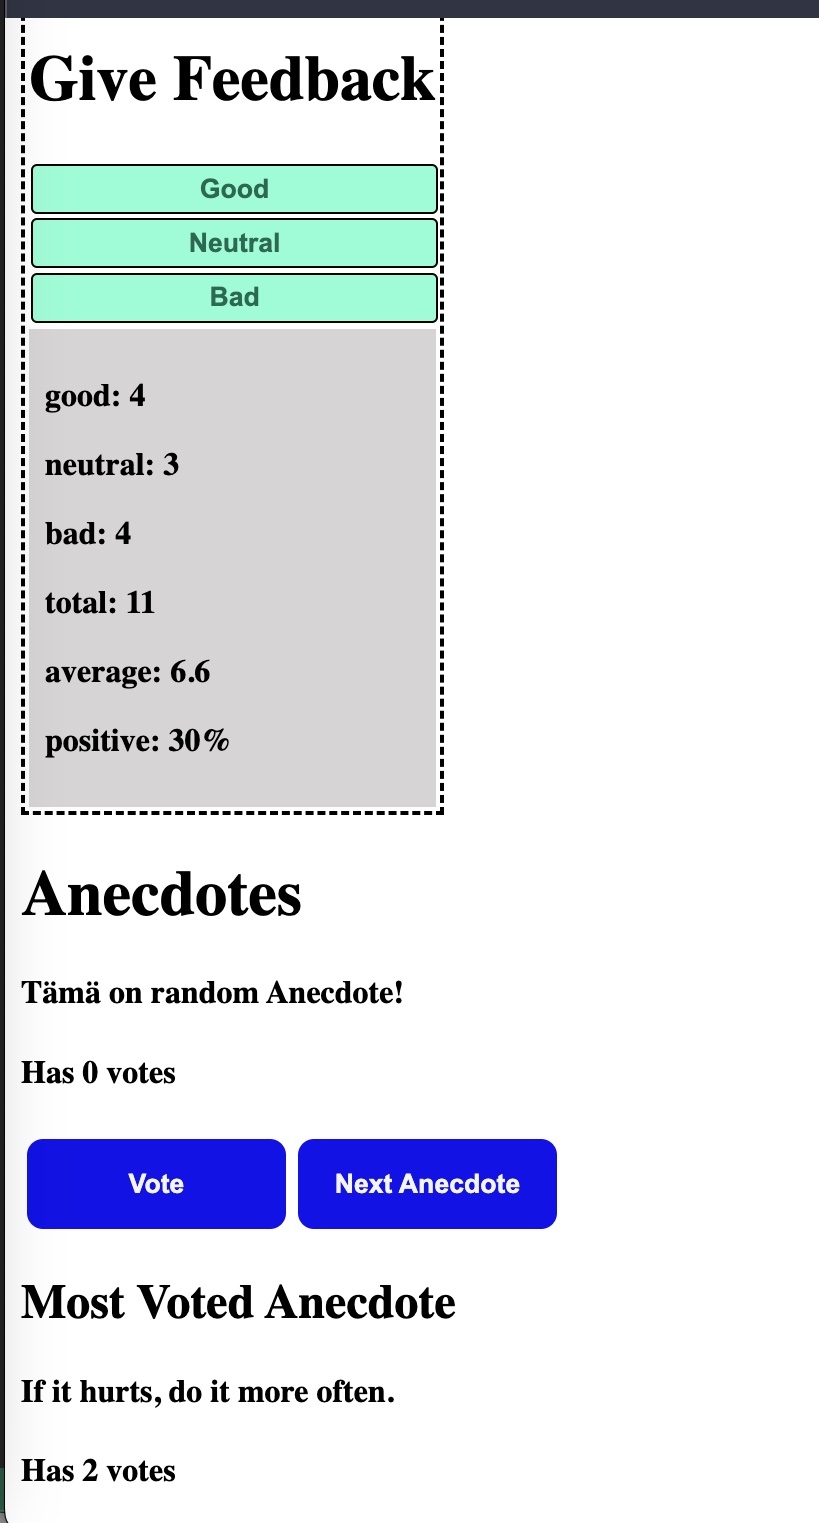 Give Feedback
Good
Neutral
Bad
good: 4
neutral: 3
bad: 4
total: 11
average: 6.6
positive: 30%
Anecdotes
Tämä on random Anecdote!
Has 0 votes
Vote
Next Anecdote
Most Voted Anecdote
If it hurts, do it more often.
Has 2 votes